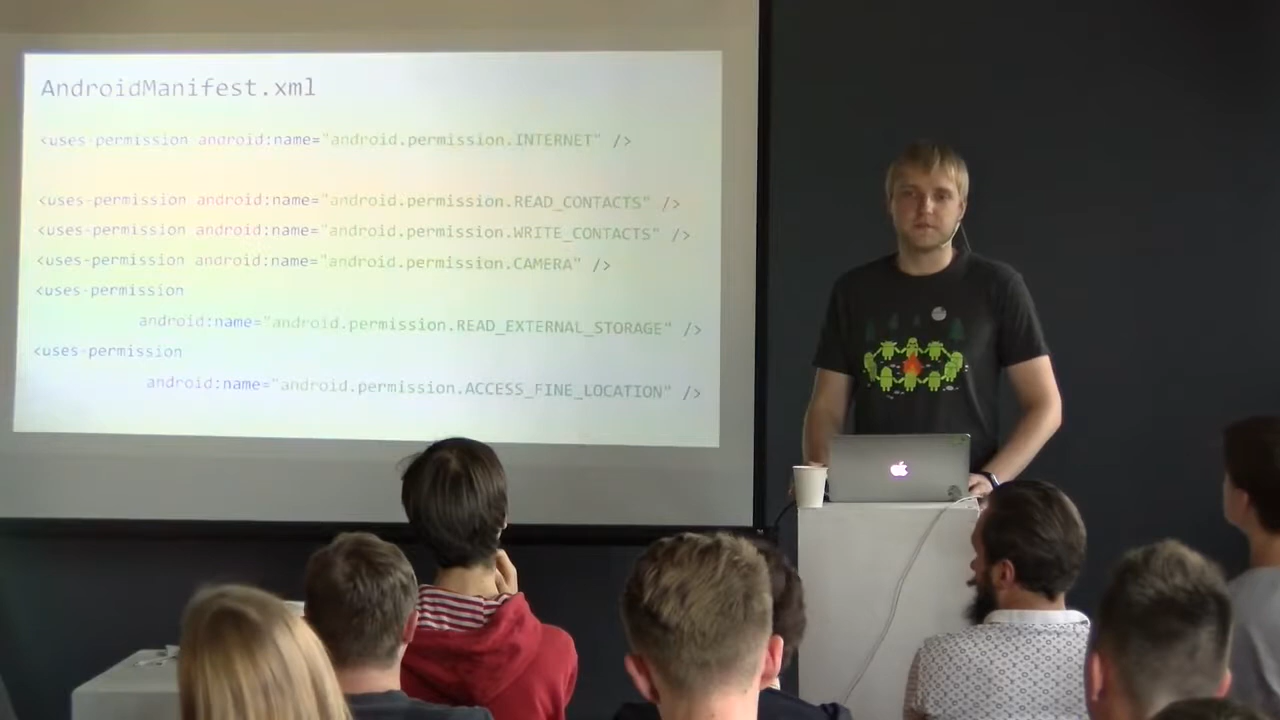 AndroidManifest.xml
<uses-permission android:name="android.permission.INTERNET" />
<uses-permission android:name="android.permission.READ_CONTACTS" />
<uses-permission android:name="android.permission.WRITE_CONTACTS" />
<uses-permission android:name="android.permission.CAMERA" />
<uses-permission
android:name="android.permission.READ_EXTERNAL_STORAGE" />
<uses-permission
android:name="android.permission.ACCESS_FINE_LOCATION" />